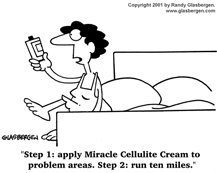 Copyright 2001 by Randy Glasbergen.
www.glasbergen.com
GLASBERGEN
"Step 1: apply Miracle Cellulite Cream to
problem areas. Step 2: run ten miles."